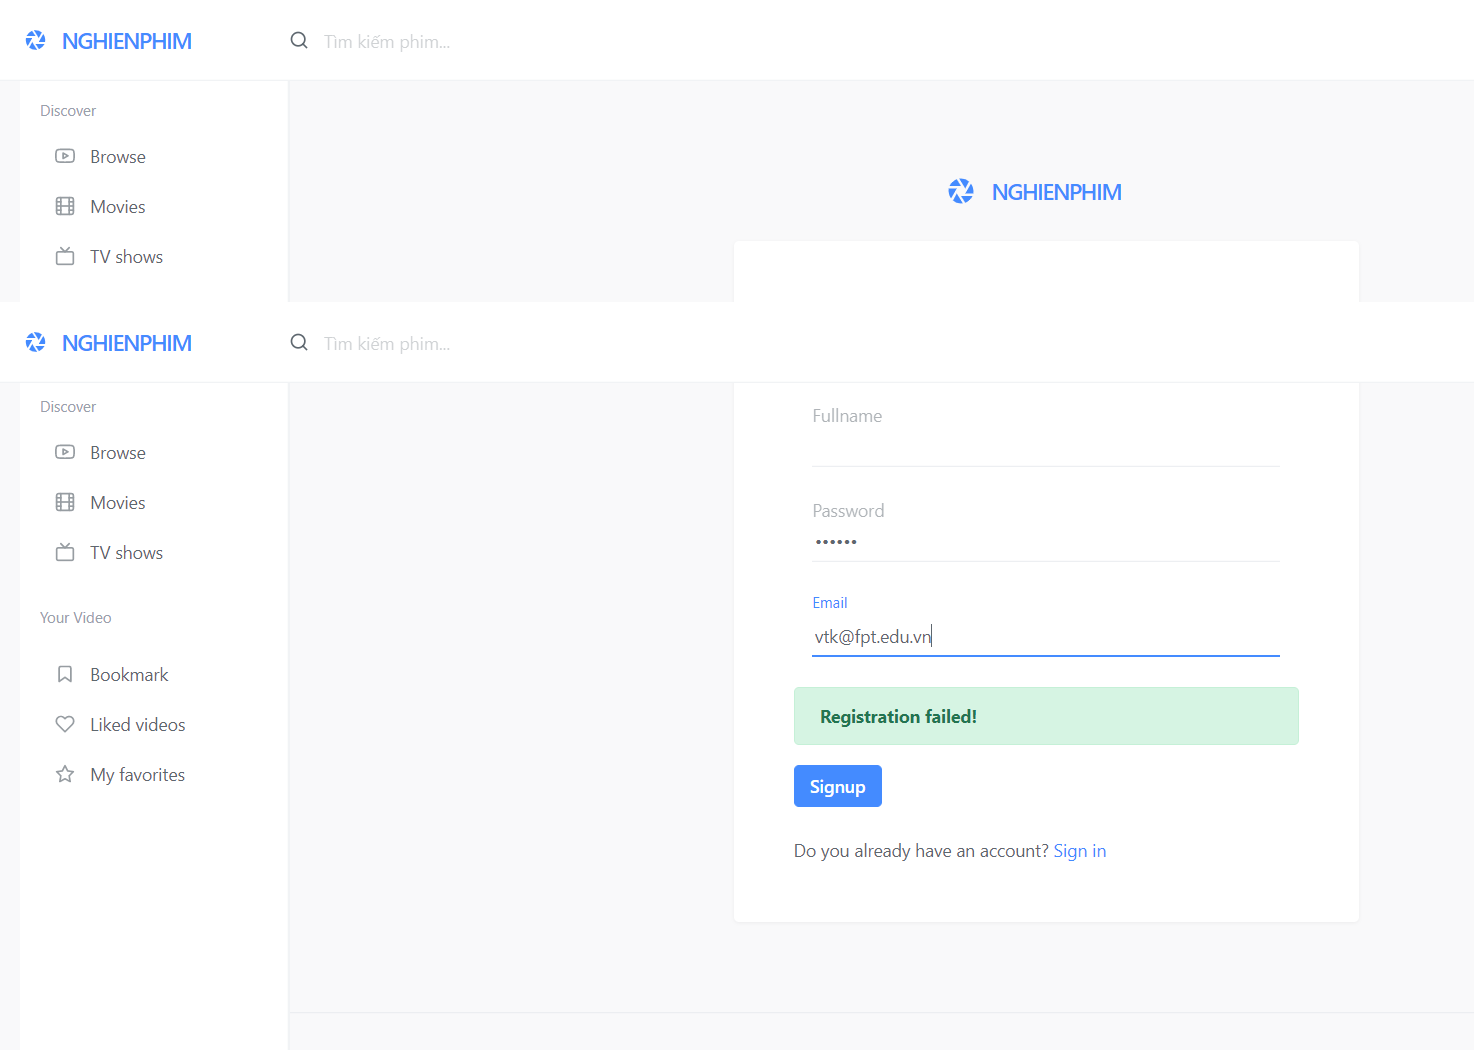 NGHIENPHIM
Tìm kiếm phim...
Discover
Browse
Movies
TV shows
NGHIENPHIM
NGHIENPHIM
Tìm kiếm phim...
Discover
Browse
Movies
TV shows
Your Video
Bookmark
Liked videos
My favorites
Fullname
Password
••••••
Email
vtk@fpt.edu.vn
Registration failed!
Signup
Do you already have an account? Sign in